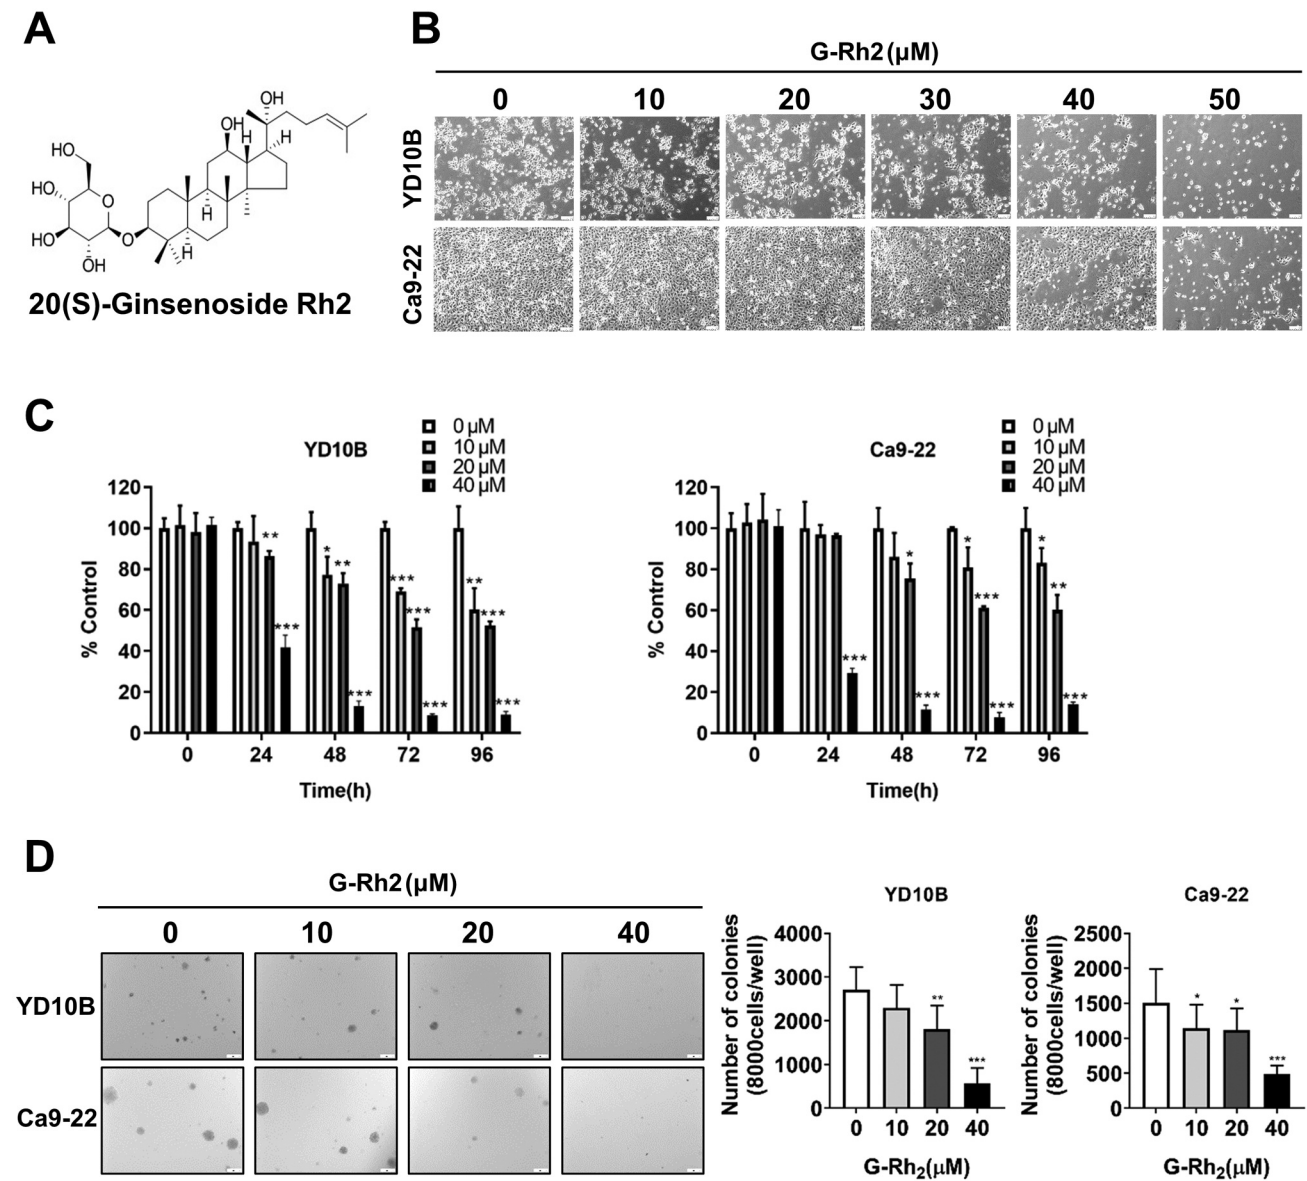 A
OH
OH
H
H
HO
HO
O
H
HO
O
H
OH
20(S)-Ginsenoside Rh2
B
G-Rh2 (µM)
0 10 20 30 40 50
YD10B
Ca9-22
C
YD10B
0 µM
10 µM
20 µM
40 µM
% Control
120
100
80
60
40
20
0
** *** * ** *** *** *** *** ** *** ***
0 24 48 72 96
Time(h)
Ca9-22
0 µM
10 µM
20 µM
40 µM
% Control
120
100
80
60
40
20
0
*** * *** * *** *** * ** ***
0 24 48 72 96
Time(h)
D
G-Rh2 (µM)
0 10 20 40
YD10B
Ca9-22
YD10B
Number of colonies
(8000cells/well)
4000
3000
2000
1000
0
** ***
0 10 20 40
G-Rh2(µM)
Ca9-22
Number of colonies
(8000cells/well)
2500
2000
1500
1000
500
0
* * ***
0 10 20 40
G-Rh2(µM)